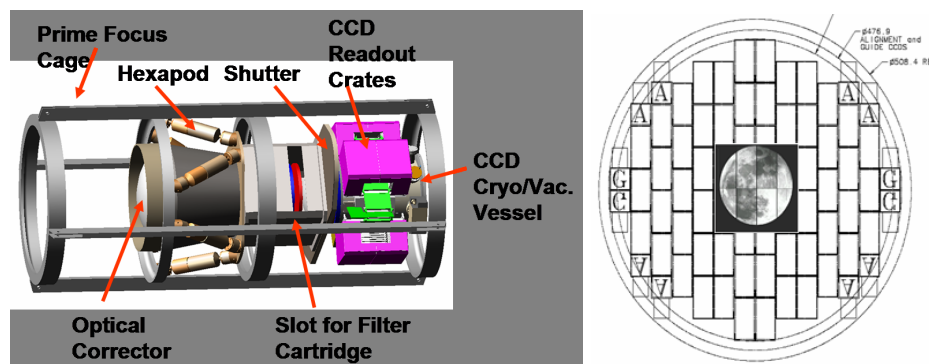 Prime Focus
Cage
Hexapod
Shutter
CCD
Readout
Crates
CCD
Cryo/Vac.
Vessel
Optical
Corrector
Slot for Filter
Cartridge
ø476.9
ALIGNMENT and
GUIDE CCDS
ø508.4 RE
A
A
A
A
G
G
G
G
A
A
A
A